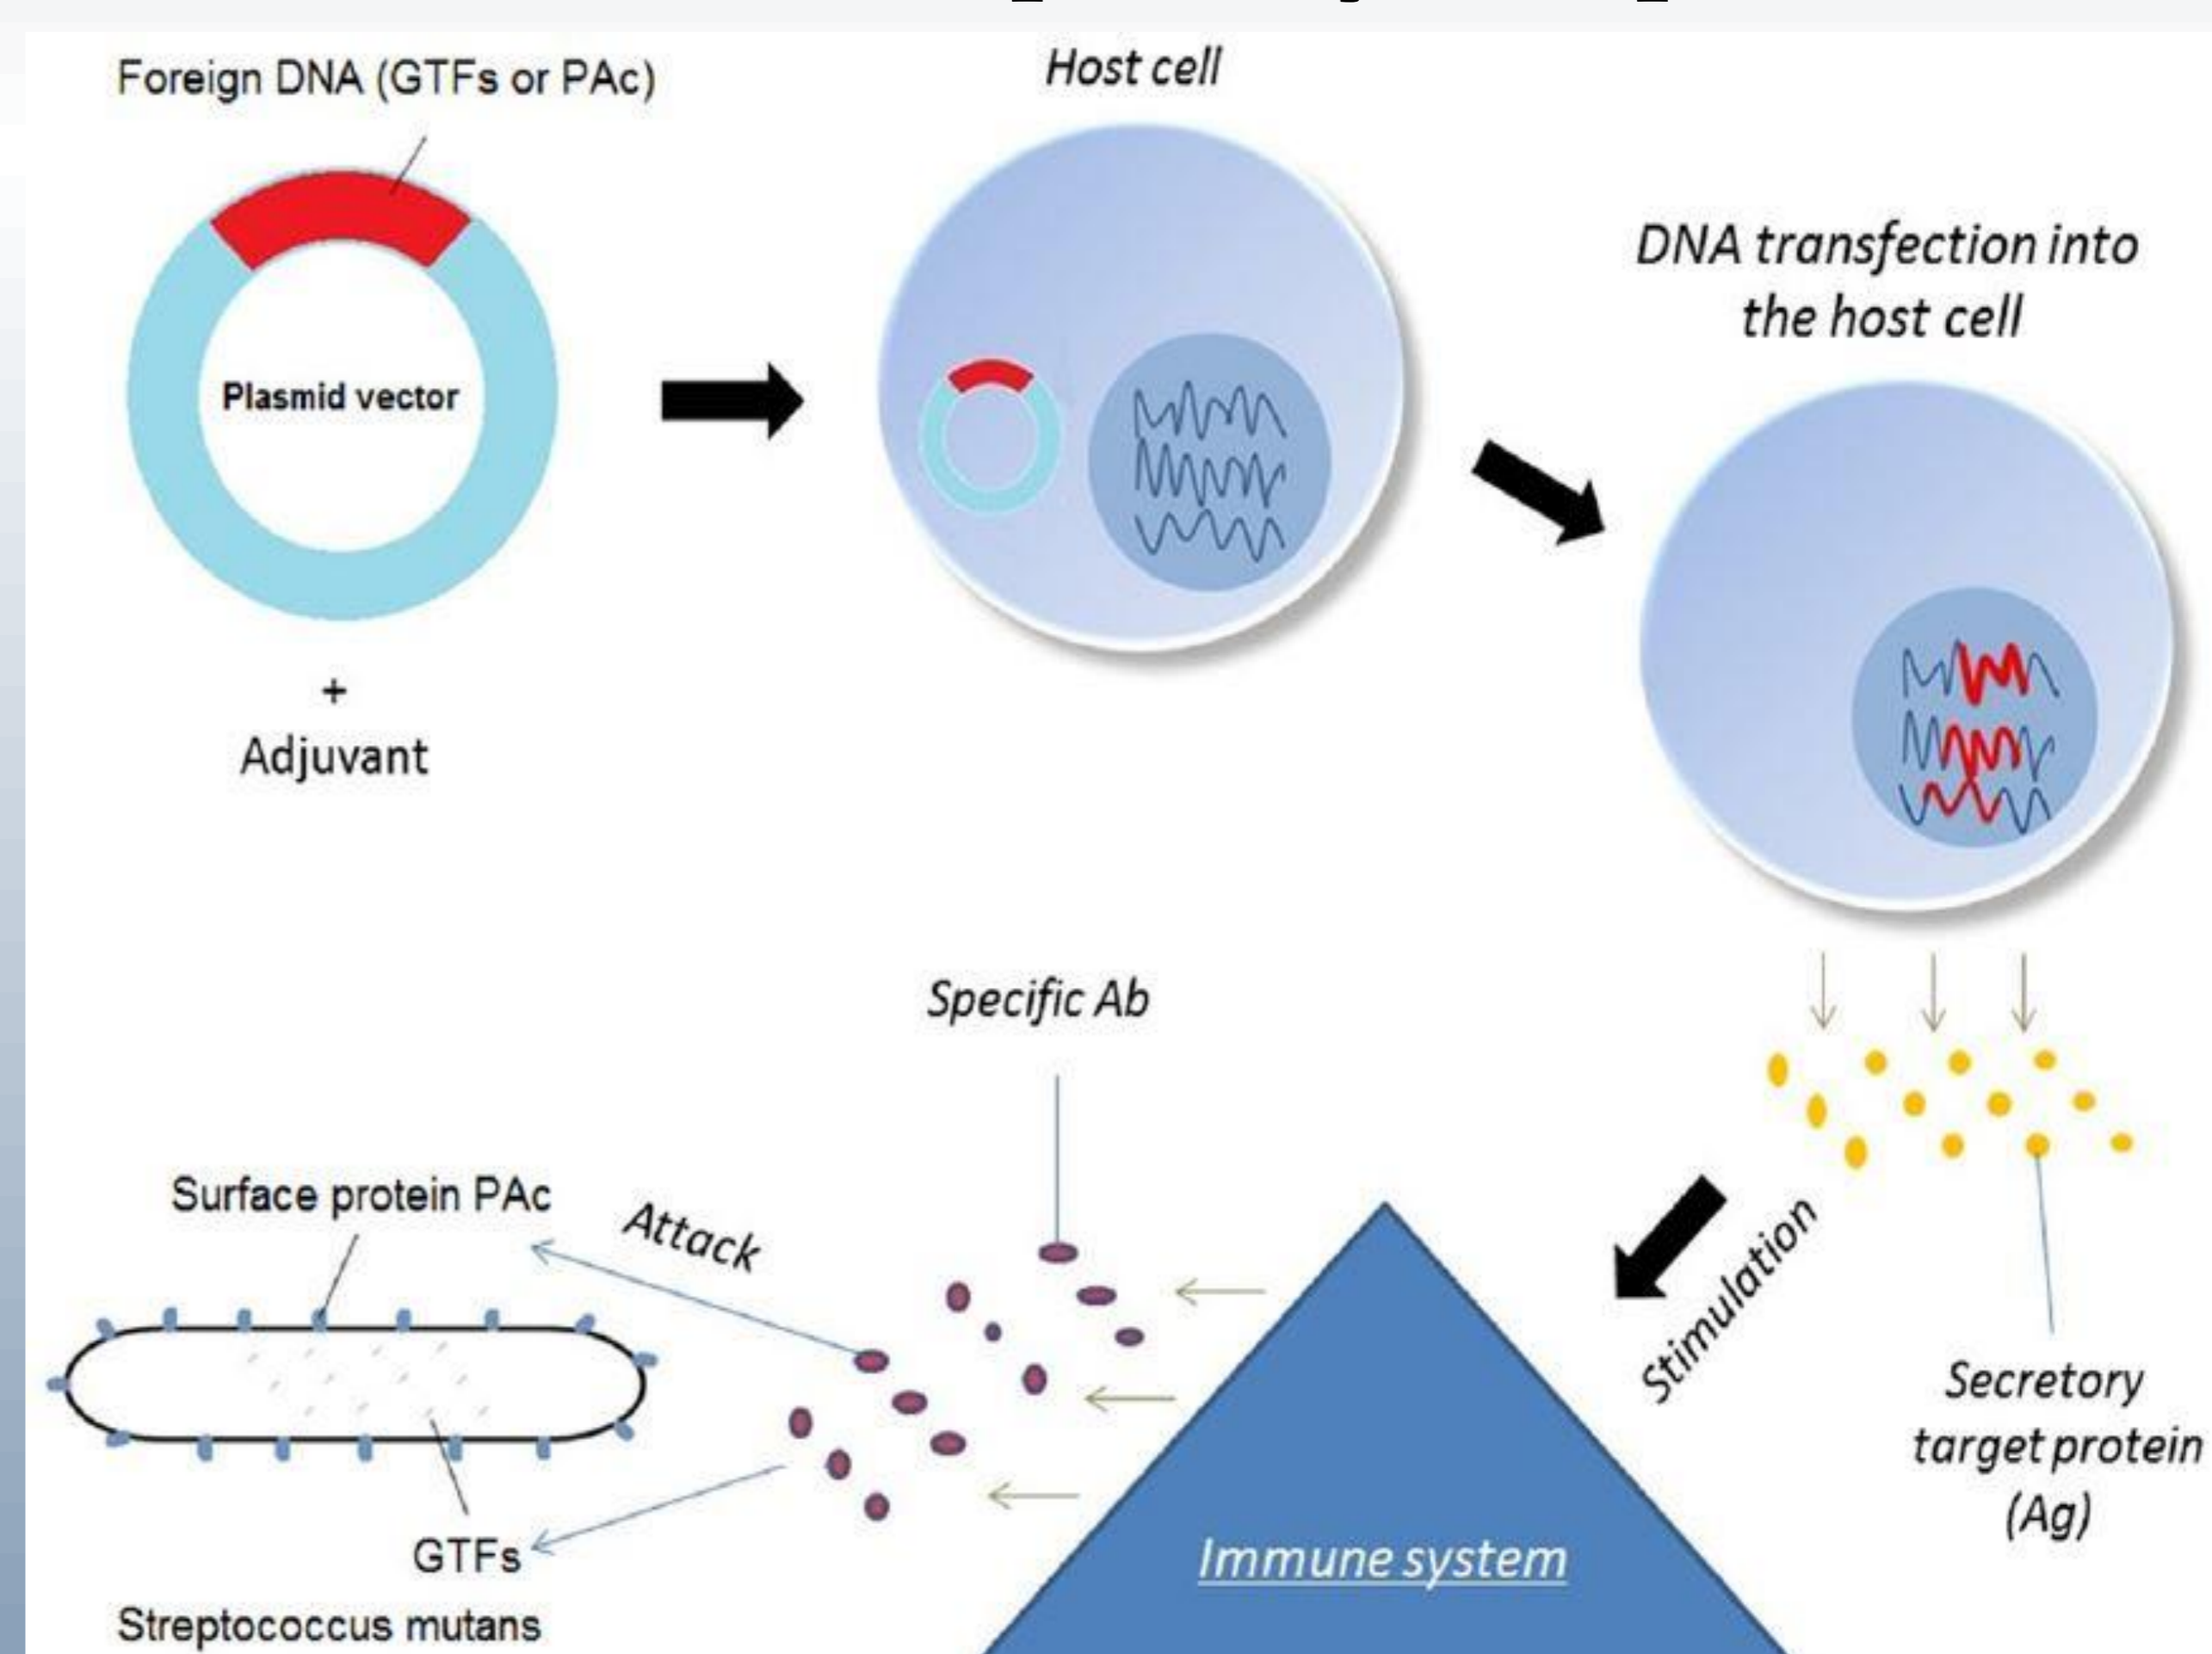 Foreign DNA (GTFs or PAc)
Plasmid vector
+
Adjuvant
Host cell
DNA transfection into
the host cell
Secretory
target protein
(Ag)
Stimulation
Immune system
Specific Ab
Attack
Surface protein PAc
GTFs
Streptococcus mutans